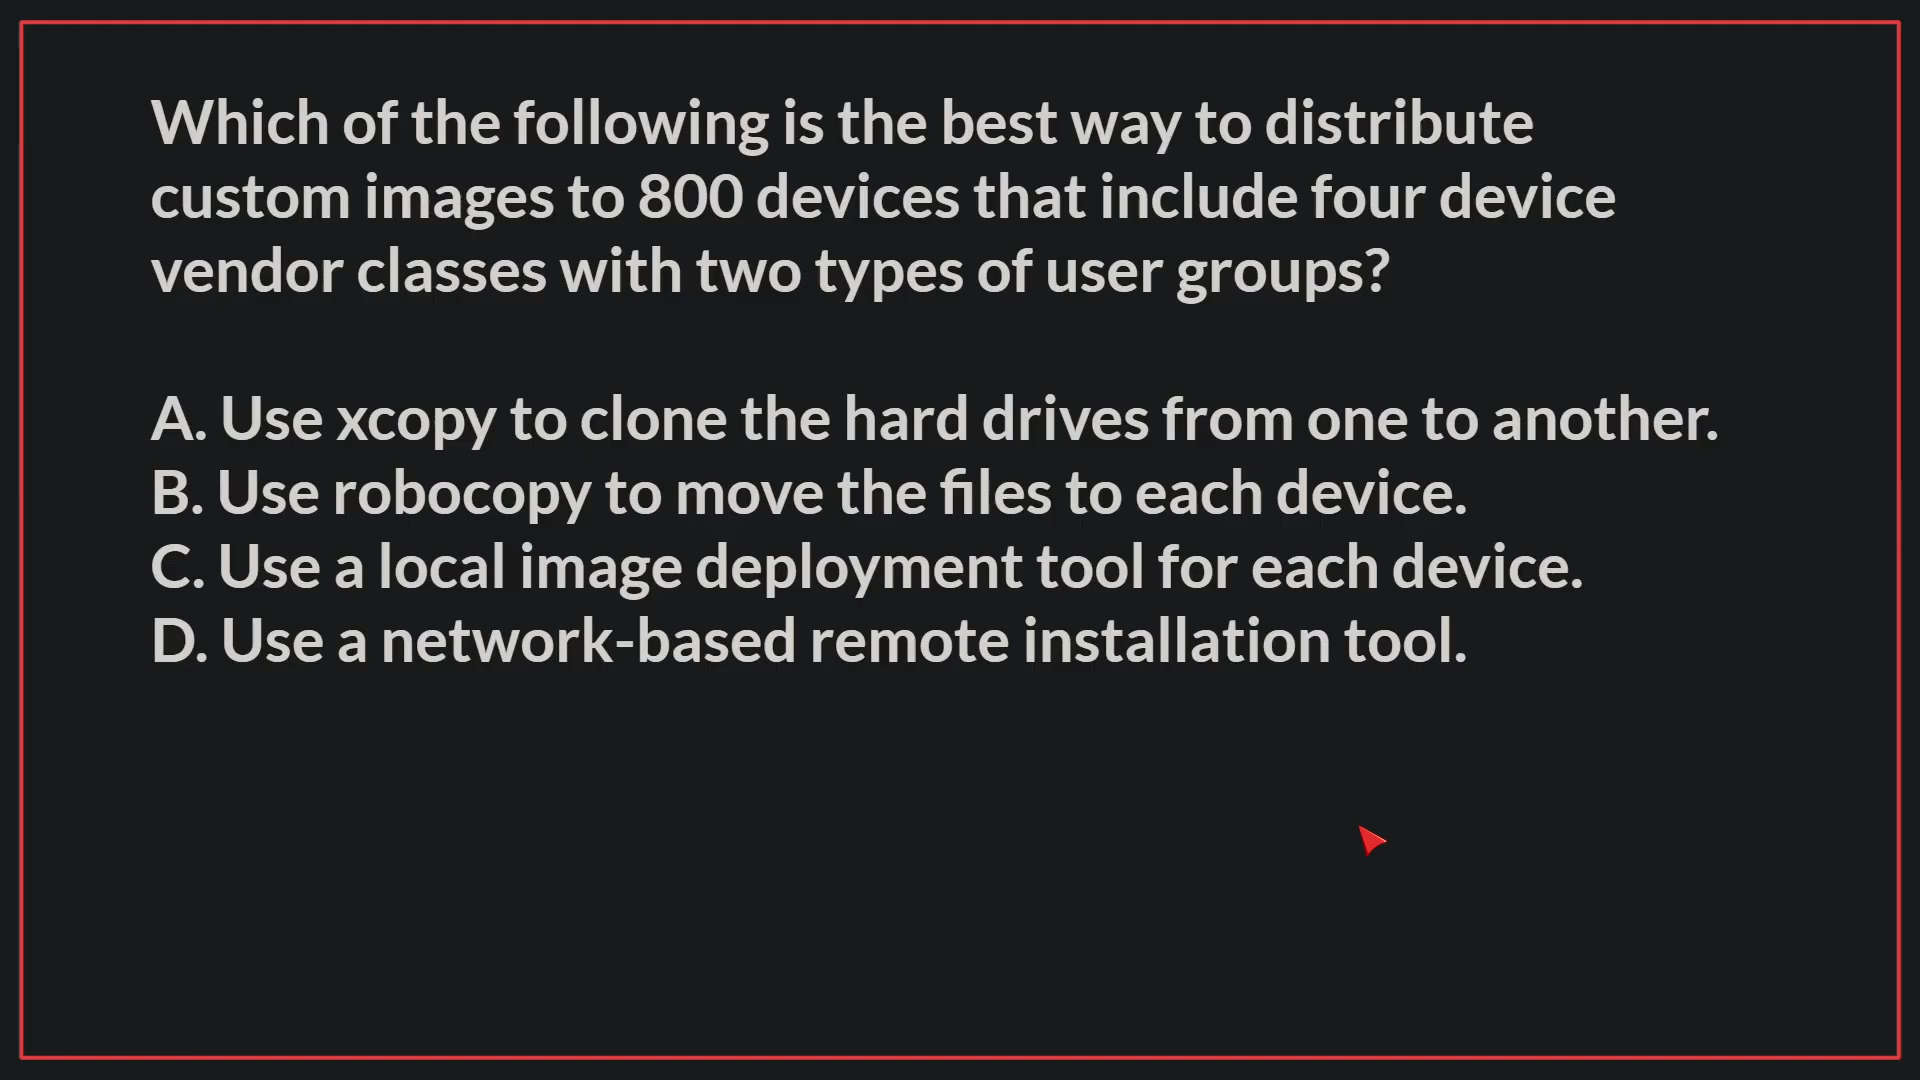 Which of the following is the best way to distribute
custom images to 800 devices that include four device
vendor classes with two types of user groups?
A. Use xcopy to clone the hard drives from one to another.
B. Use robocopy to move the files to each device.
C. Use a local image deployment tool for each device.
D. Use a network-based remote installation tool.